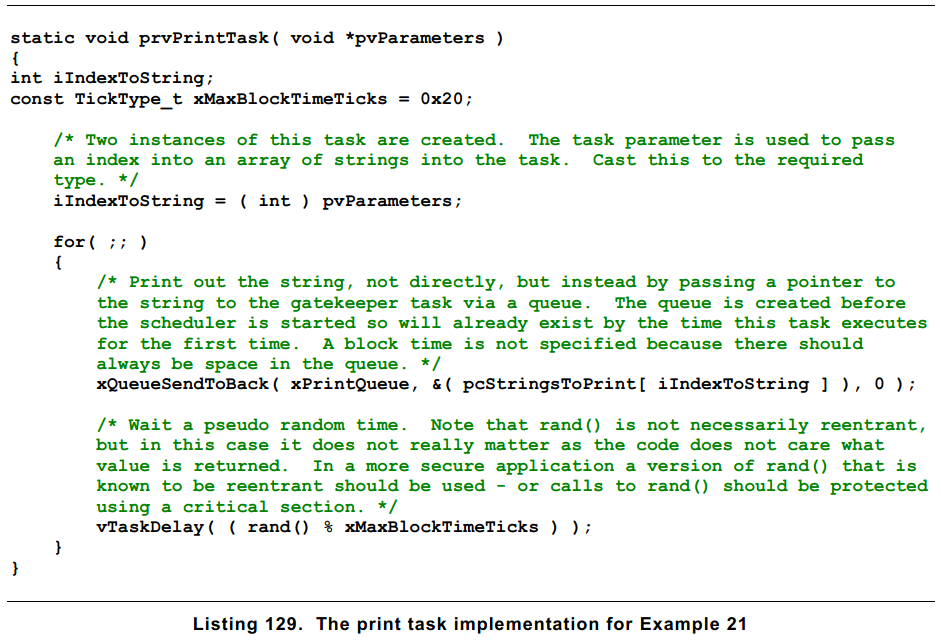 static void prvPrintTask( void *pvParameters )
{
int iIndexToString;
const TickType_t xMaxBlockTimeTicks = 0x20;
/* Two instances of this task are created.  The task parameter is used to pass
an index into an array of strings into the task.  Cast this to the required
type. */
iIndexToString = ( int ) pvParameters;
for( ;; )
{
/* Print out the string, not directly, but instead by passing a pointer to
the string to the gatekeeper task via a queue.  The queue is created before
the scheduler is started so will already exist by the time this task executes
for the first time.  A block time is not specified because there should
always be space in the queue. */
xQueueSendToBack( xPrintQueue, &( pcStringsToPrint[ iIndexToString ] ), 0 );
/* Wait a pseudo random time.  Note that rand() is not necessarily reentrant,
but in this case it does not really matter as the code does not care what
value is returned.  In a more secure application a version of rand() that is
known to be reentrant should be used - or calls to rand() should be protected
using a critical section. */
vTaskDelay( ( rand() % xMaxBlockTimeTicks ) );
}
}
Listing 129.  The print task implementation for Example 21